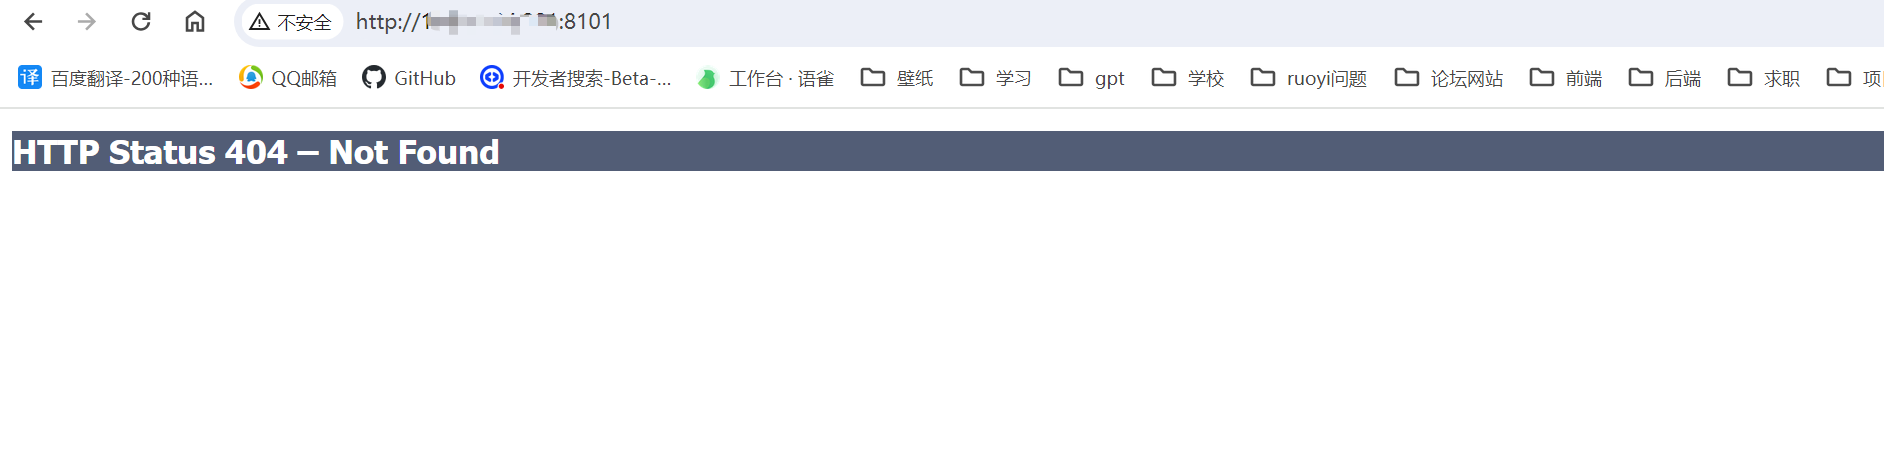 不安全 http://1 :8101
译 百度翻译-200种语... QQ邮箱 GitHub 开发者搜索-Beta-... 工作台 · 语雀 壁纸 学习 gpt 学校 ruoyi问题 论坛网站 前端 后端 求职 项
HTTP Status 404 – Not Found